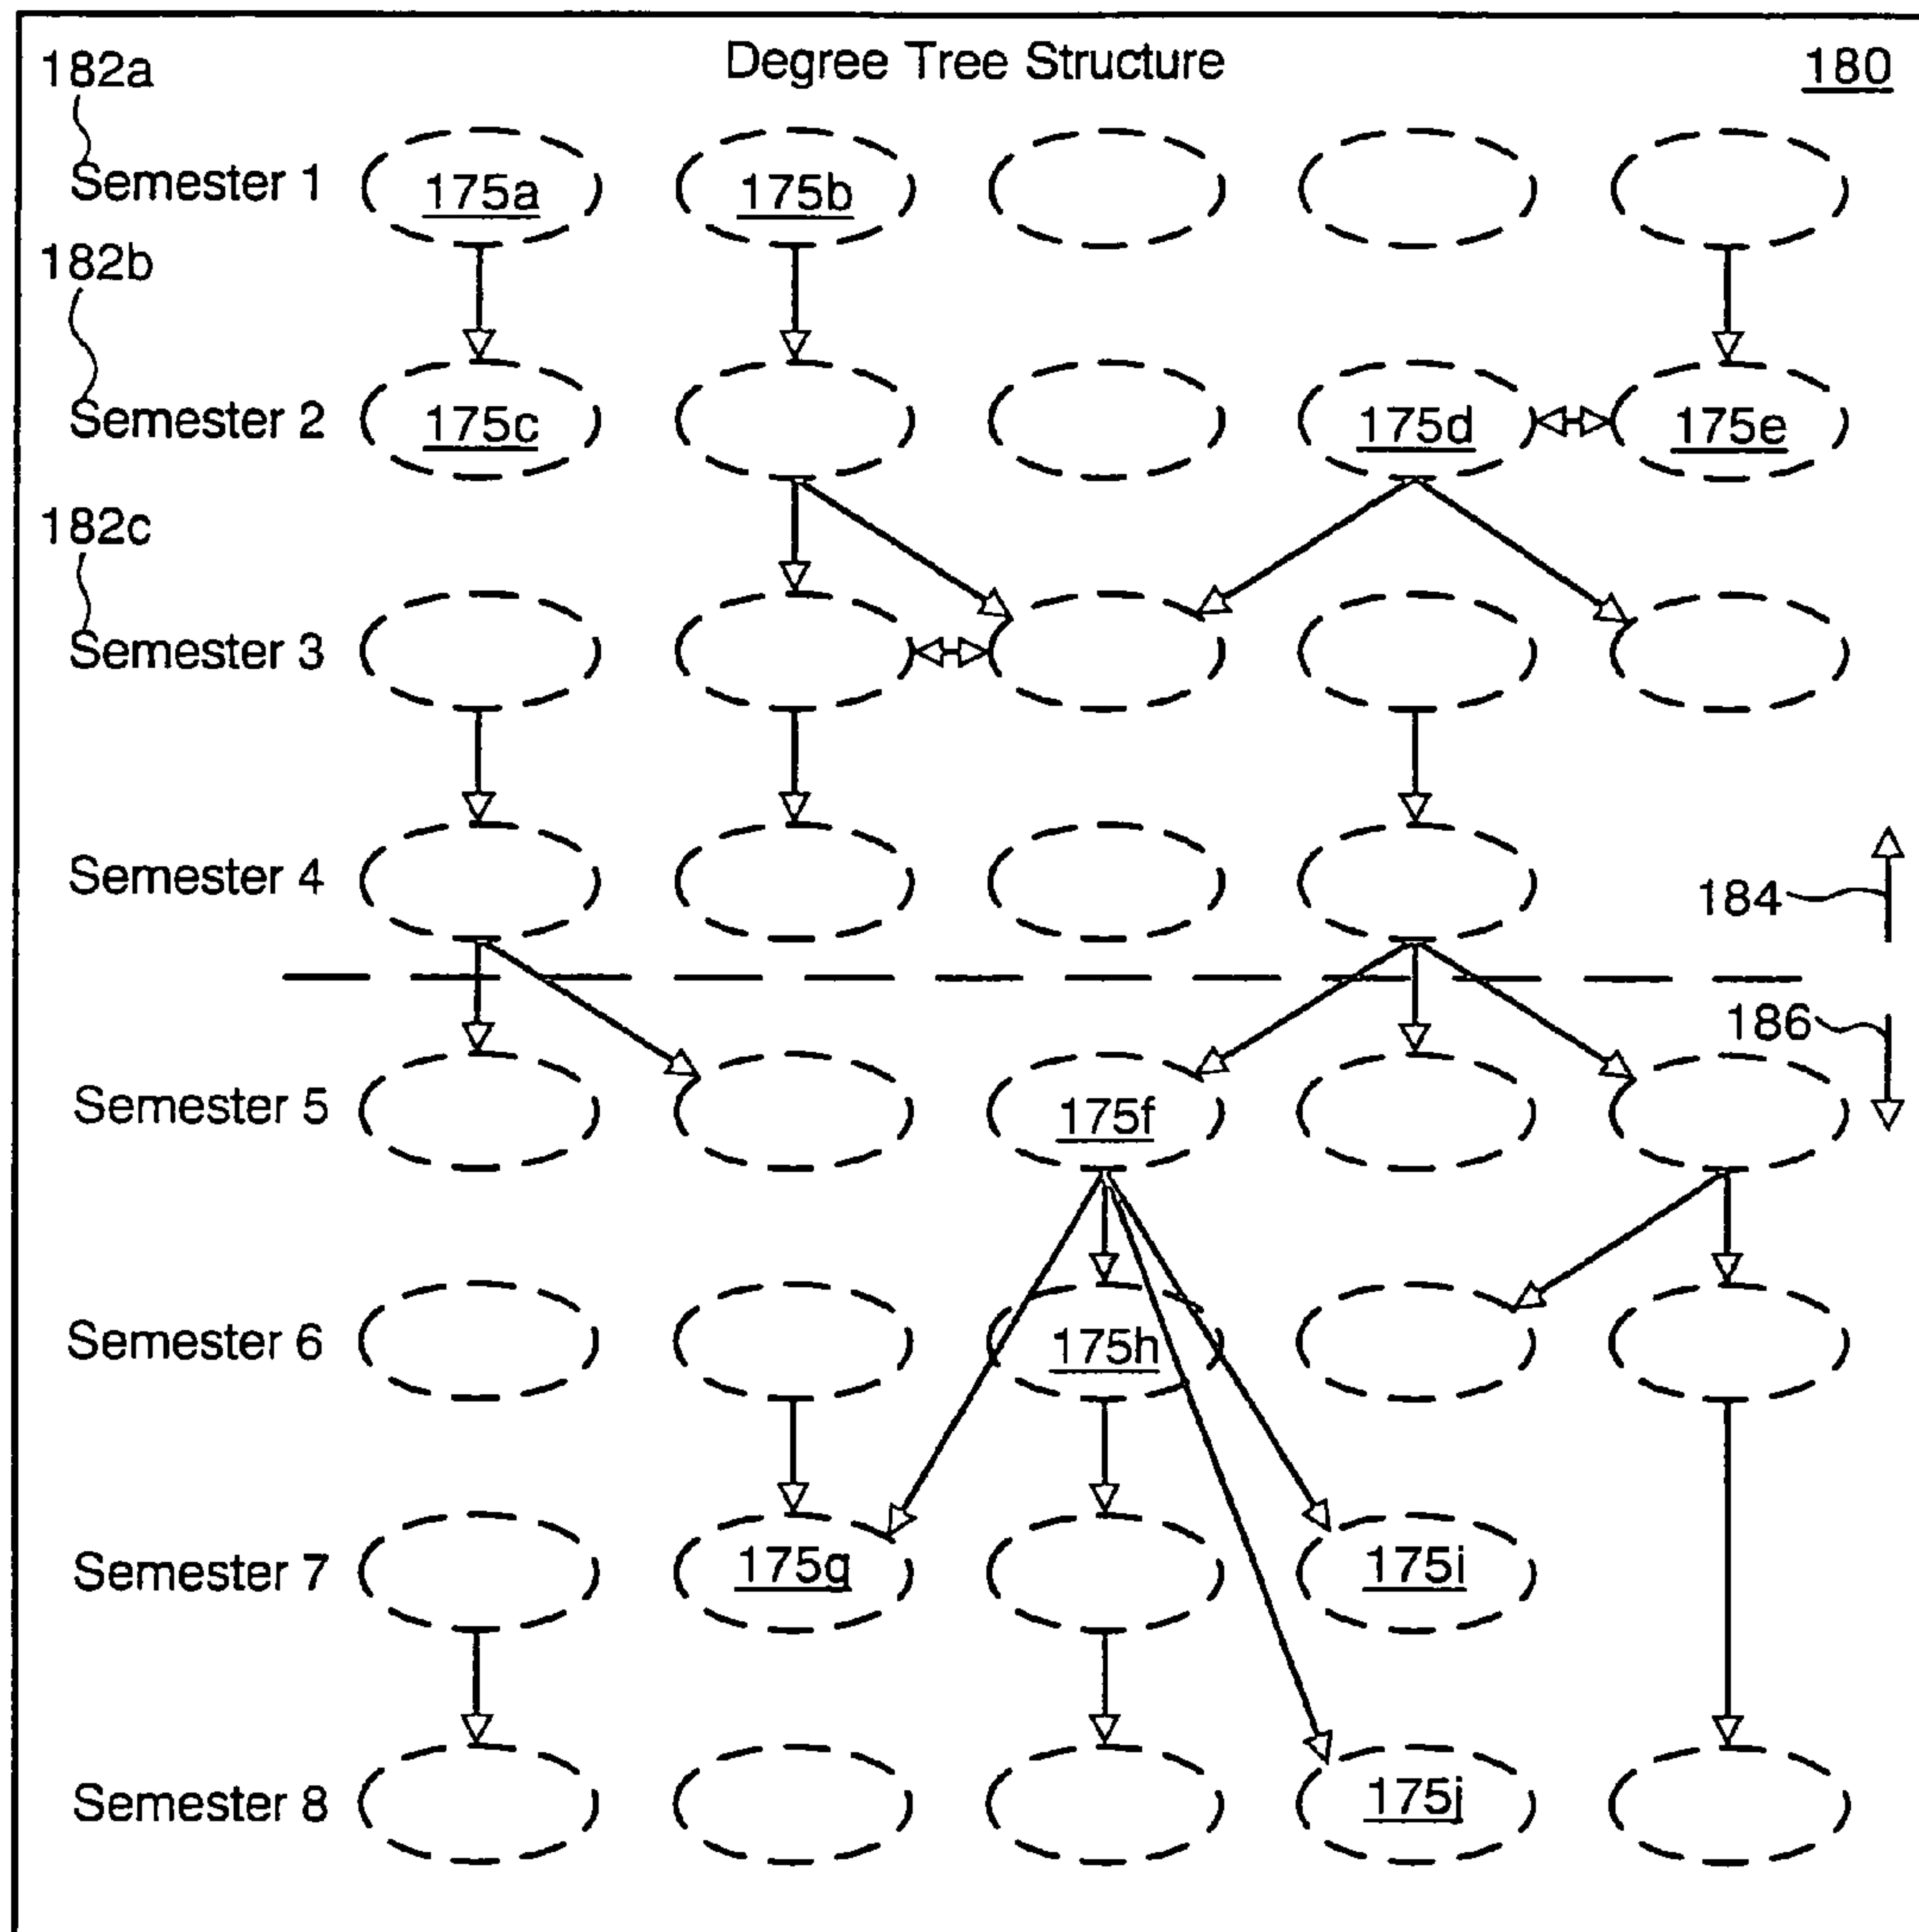 182a Degree Tree Structure 180
Semester 1 175a 175b
182b
Semester 2 175c 175d 175e
182c
Semester 3
Semester 4
184
186
Semester 5 175f
Semester 6 175h
Semester 7 175g 175i
Semester 8 175j